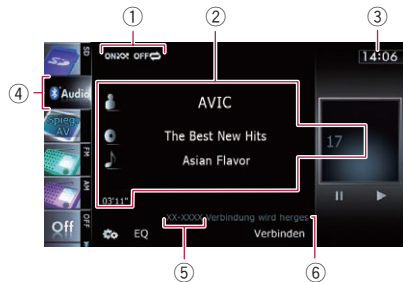 ① ② ③
ON OFF
14:06
SD
④
Audio
AVIC
Spieg-
AV
The Best New Hits
17
FM
Asian Flavor
AM
03'11"
OFF
Off
XX-XXXX Verbindung wird herges
EQ
Verbinden
⑤ ⑥